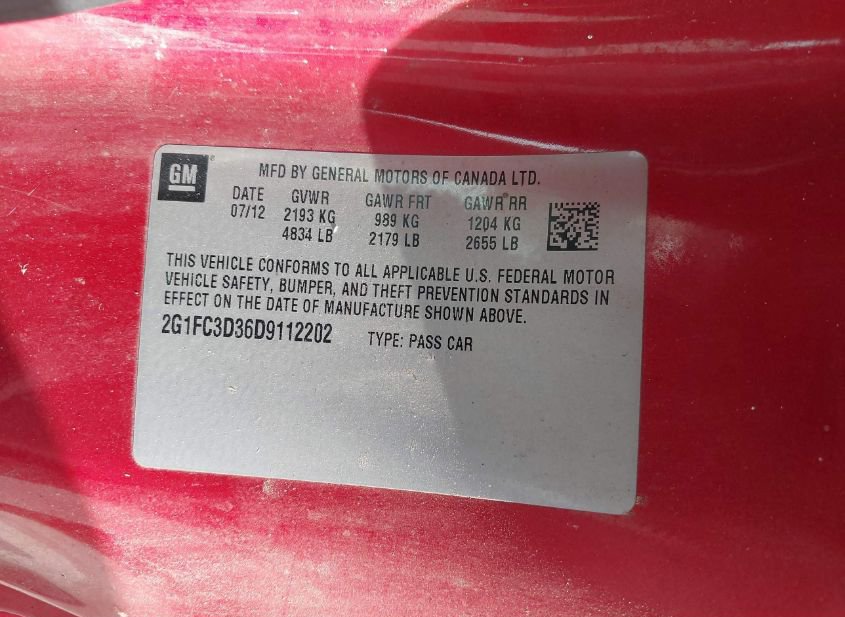 GM
MFD BY GENERAL MOTORS OF CANADA LTD.
DATE GVWR GAWR FRT GAWR RR
07/12 2193 KG 989 KG 1204 KG
4834 LB 2179 LB 2655 LB
THIS VEHICLE CONFORMS TO ALL APPLICABLE U.S. FEDERAL MOTOR
VEHICLE SAFETY, BUMPER, AND THEFT PREVENTION STANDARDS IN
EFFECT ON THE DATE OF MANUFACTURE SHOWN ABOVE.
2G1FC3D36D9112202 TYPE: PASS CAR